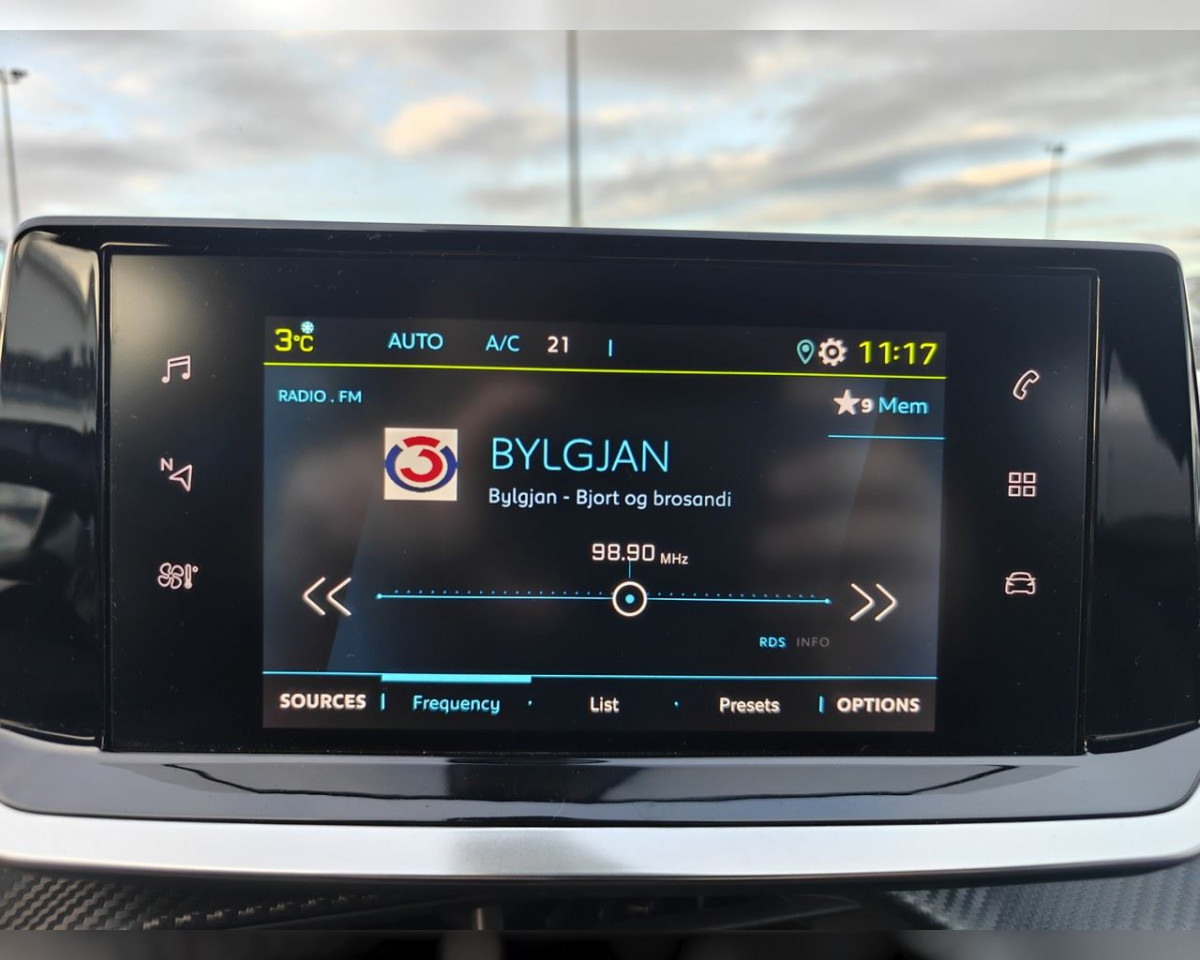 3°C AUTO A/C 21 11:17
RADIO . FM
9 Mem
3
BYLGJAN
Bylgjan - Bjort og brosandi
98.90 MHz
N
RDS INFO
SOURCES Frequency List Presets OPTIONS